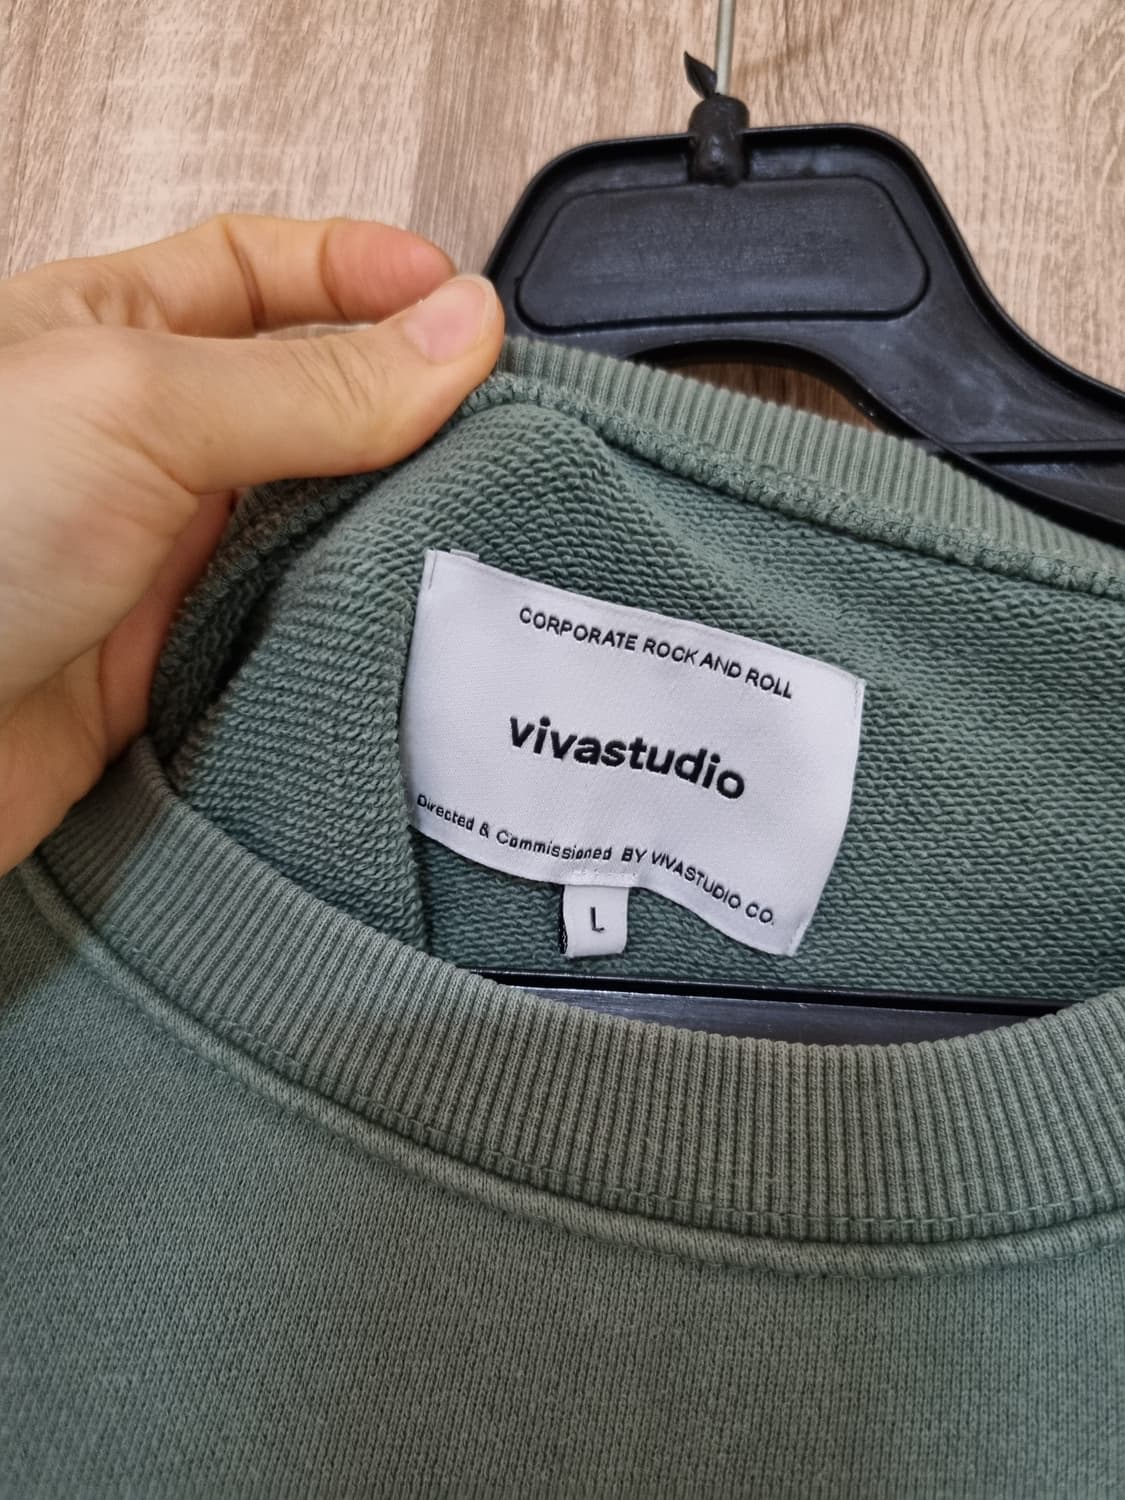 CORPORATE ROCK AND ROLL
vivastudio
Directed & Commissioned BY VIVASTUDIO CO.
L